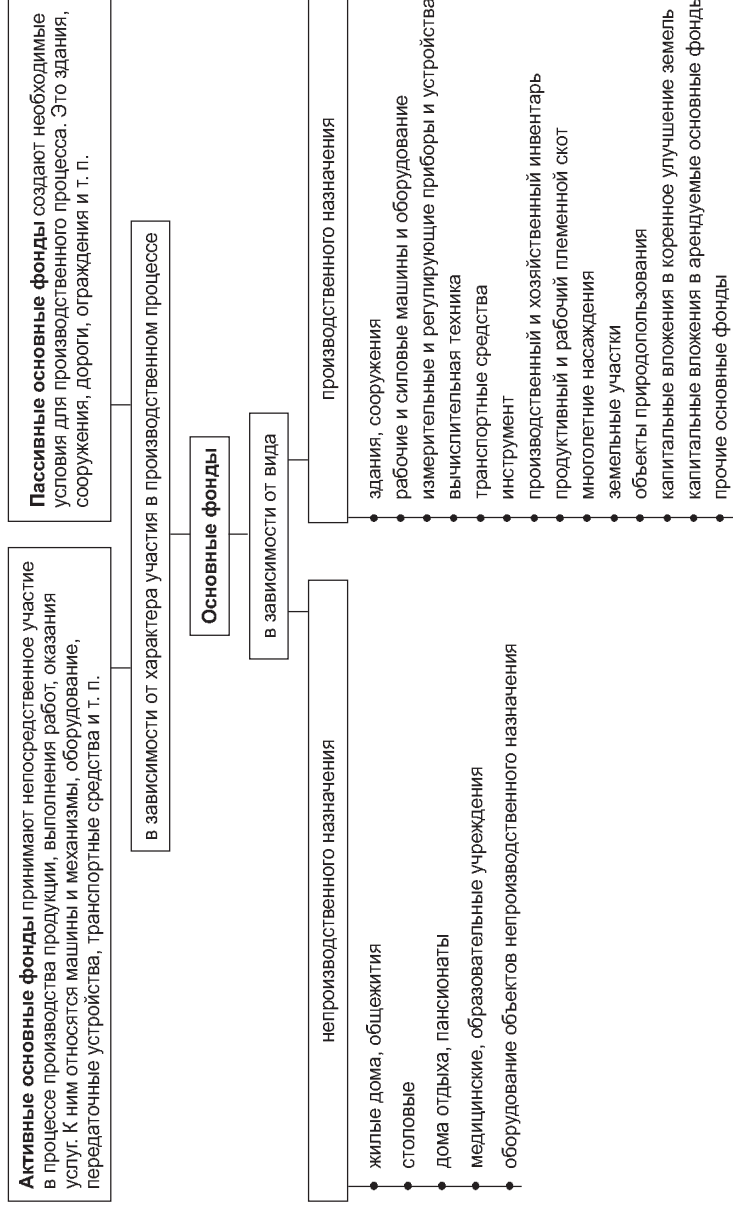 Активные основные фонды принимают непосредственное участие
в процессе производства продукции, выполнения работ, оказания
услуг. К ним относятся машины и механизмы, оборудование,
передаточные устройства, транспортные средства и т. п.
Пассивные основные фонды создают необходимые
условия для производственного процесса. Это здания,
сооружения, дороги, ограждения и т. п.
в зависимости от характера участия в производственном процессе
Основные фонды
в зависимости от вида
непроизводственного назначения
жилые дома, общежития
столовые
дома отдыха, пансионаты
медицинские, образовательные учреждения
оборудование объектов непроизводственного назначения
производственного назначения
здания, сооружения
рабочие и силовые машины и оборудование
измерительные и регулирующие приборы и устройства
вычислительная техника
транспортные средства
инструмент
производственный и хозяйственный инвентарь
продуктивный и рабочий племенной скот
многолетние насаждения
земельные участки
объекты природопользования
капитальные вложения в коренное улучшение земель
капитальные вложения в арендуемые основные фонды
прочие основные фонды